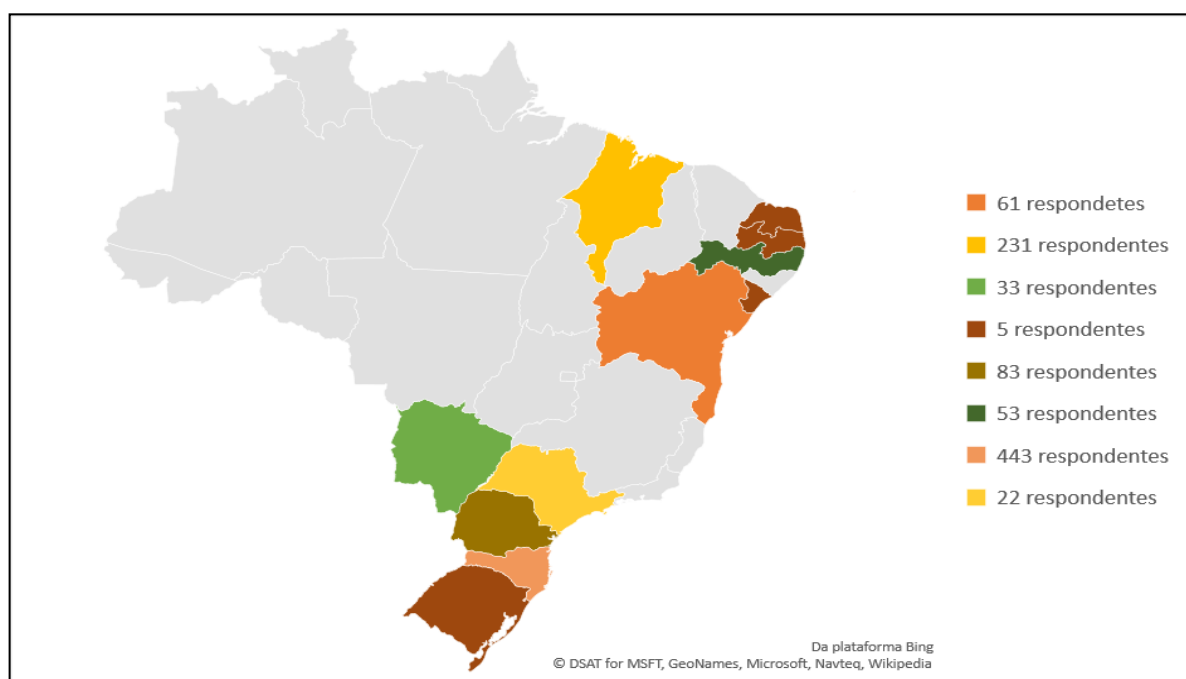 61 respondetes
231 respondentes
33 respondentes
5 respondentes
83 respondentes
53 respondentes
443 respondentes
22 respondentes
Da plataforma Bing
© DSAT for MSFT, GeoNames, Microsoft, Navteq, Wikipedia